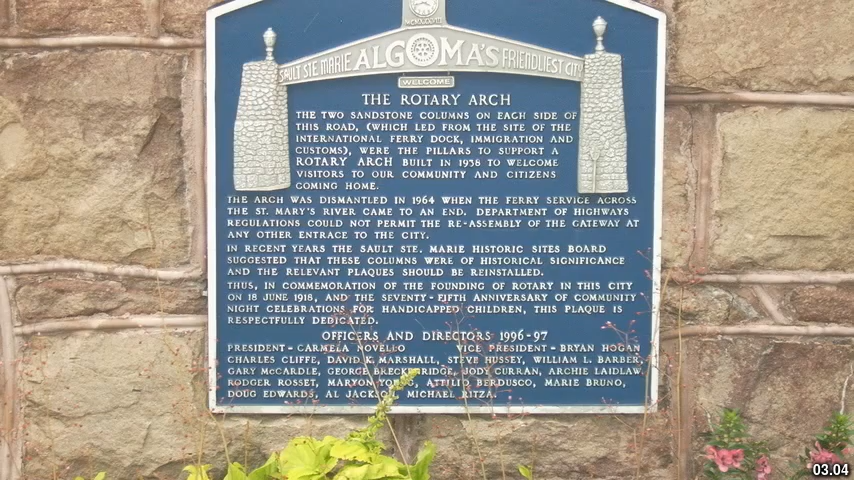 SAULT STE MARIE ALGOMA'S FRIENDLIEST CITY
WELCOME
THE ROTARY ARCH
THE TWO SANDSTONE COLUMNS ON EACH SIDE OF
THIS ROAD, (WHICH LED FROM THE SITE OF THE
INTERNATIONAL FERRY DOCK, IMMIGRATION AND
CUSTOMS), WERE THE PILLARS TO SUPPORT A
ROTARY ARCH BUILT IN 1938 TO WELCOME
VISITORS TO OUR COMMUNITY AND CITIZENS
COMING HOME.
THE ARCH WAS DISMANTLED IN 1964 WHEN THE FERRY SERVICE ACROSS
THE ST. MARY'S RIVER CAME TO AN END. DEPARTMENT OF HIGHWAYS
REGULATIONS COULD NOT PERMIT THE RE-ASSEMBLY OF THE GATEWAY AT
ANY OTHER ENTRACE TO THE CITY.
IN RECENT YEARS THE SAULT STE. MARIE HISTORIC SITES BOARD
SUGGESTED THAT THESE COLUMNS WERE OF HISTORICAL SIGNIFICANCE
AND THE RELEVANT PLAQUES SHOULD BE REINSTALLED.
THUS, IN COMMEMORATION OF THE FOUNDING OF ROTARY IN THIS CITY
ON 18 JUNE 1918, AND THE SEVENTY-FIFTH ANNIVERSARY OF COMMUNITY
NIGHT CELEBRATIONS FOR HANDICAPPED CHILDREN, THIS PLAQUE IS
RESPECTFULLY DEDICATED.
OFFICERS AND DIRECTORS 1996-97
PRESIDENT - CARMELA NOVELLO VICE PRESIDENT - BRYAN HOGAN
CHARLES CLIFFE, DAVID K. MARSHALL, STEVE HUSSEY, WILLIAM L. BARBER,
GARY McCARDLE, GEORGE BRECKBRIDGE, JODY CURRAN, ARCHIE LAIDLAW
RODGER ROSSET, MARYON YOUNG, ATTILIO BERDUSCO, MARIE BRUNO,
DOUG EDWARDS, AL JACKSON, MICHAEL RITZA.
03.04